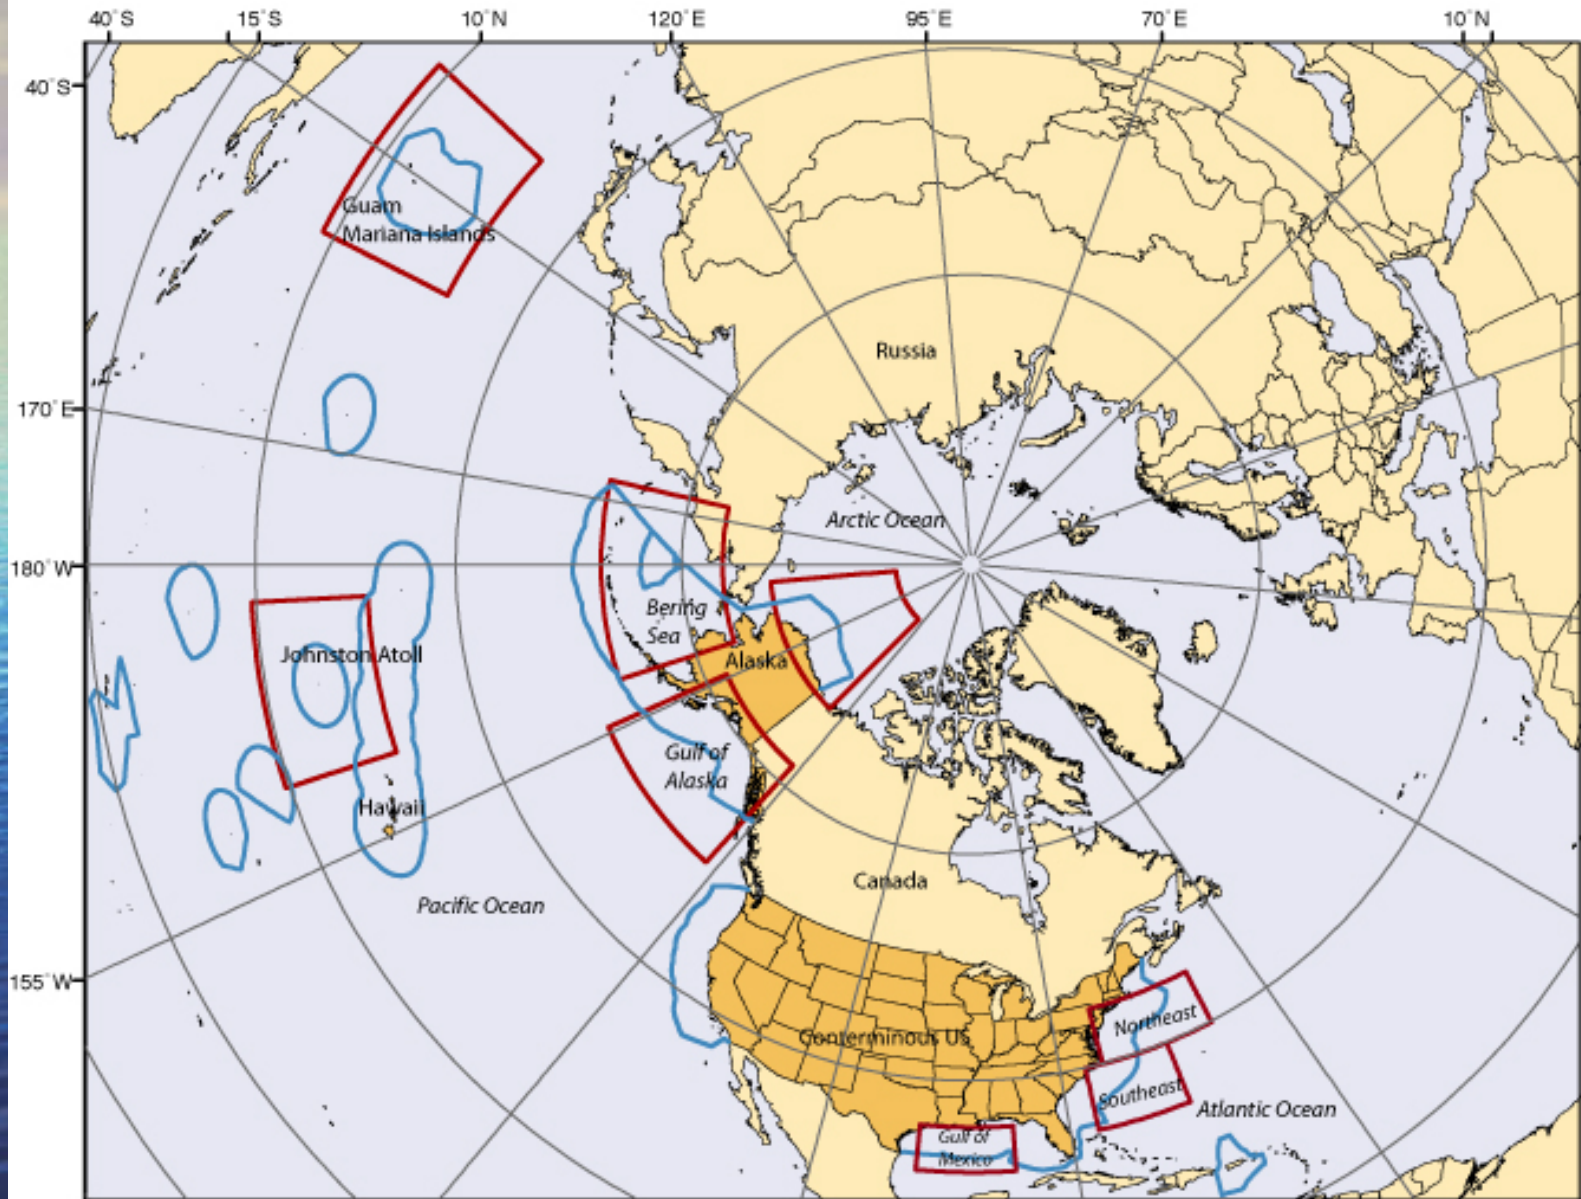 40°S
15°S
10°N
120°E
95°E
70°E
10°N
40°S
170°E
180°W
155°W
Guam
Mariana Islands
Russia
Arctic Ocean
Bering
Sea
Alaska
Johnston Atoll
Gulf of
Alaska
Hawaii
Canada
Pacific Ocean
Northeast
Conterminous US
Southeast
Atlantic Ocean
Gulf of
Mexico